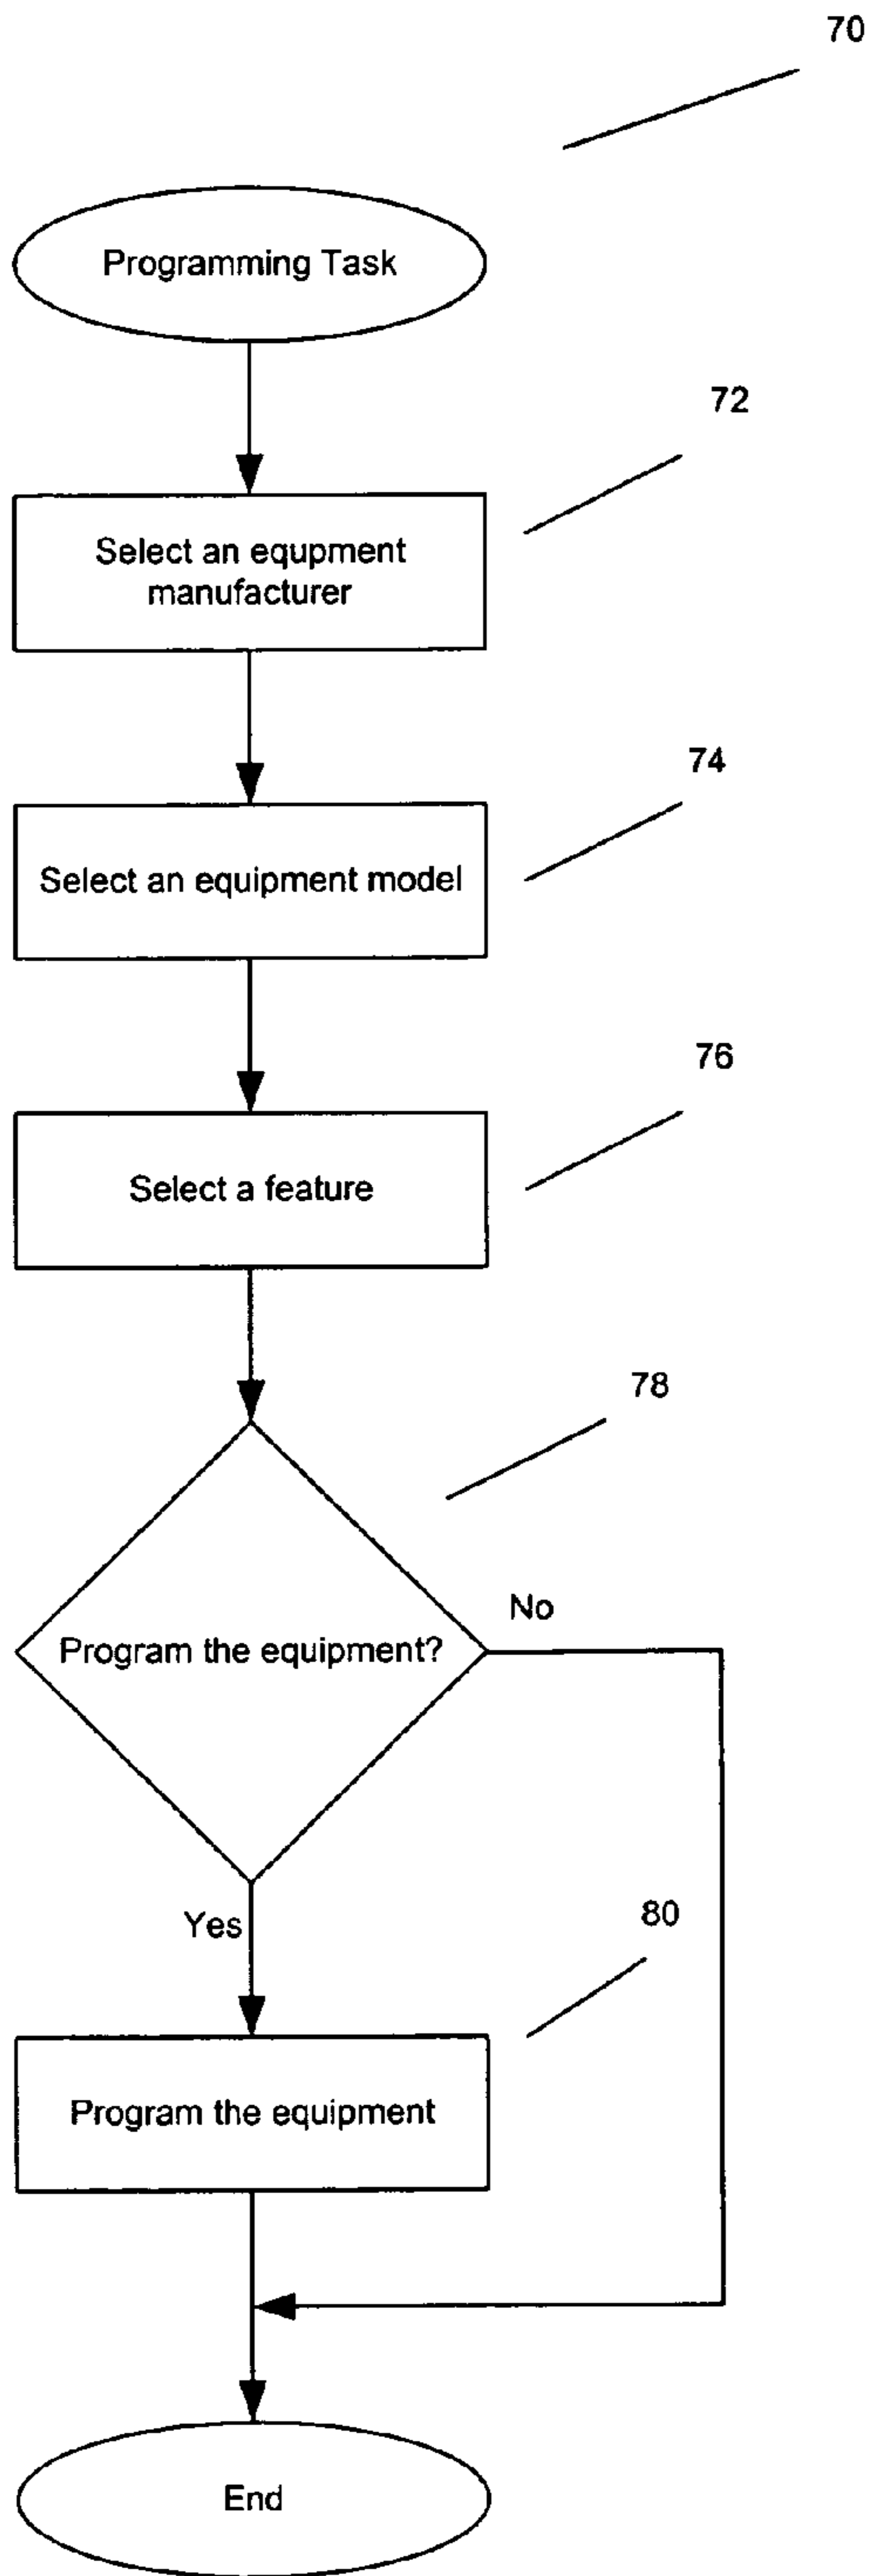 70
Programming Task
72
Select an equpment
manufacturer
74
Select an equipment model
76
Select a feature
78
No
Program the equipment?
Yes
80
Program the equipment
End